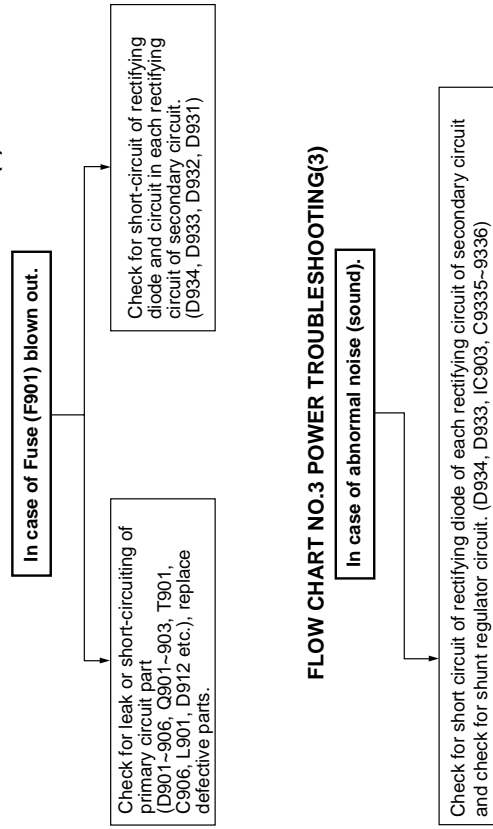 In case of Fuse (F901) blown out.
Check for leak or short-circuiting of
primary circuit part
(D901~906, Q901~903, T901,
C906, L901, D912 etc.), replace
defective parts.
Check for short-circuit of rectifying
diode and circuit in each rectifying
circuit of secondary circuit.
(D934, D933, D932, D931)
FLOW CHART NO.3 POWER TROUBLESHOOTING(3)
In case of abnormal noise (sound).
Check for short circuit of rectifying diode of each rectifying circuit of secondary circuit
and check for shunt regulator circuit. (D934, D933, IC903, C9335~9336)